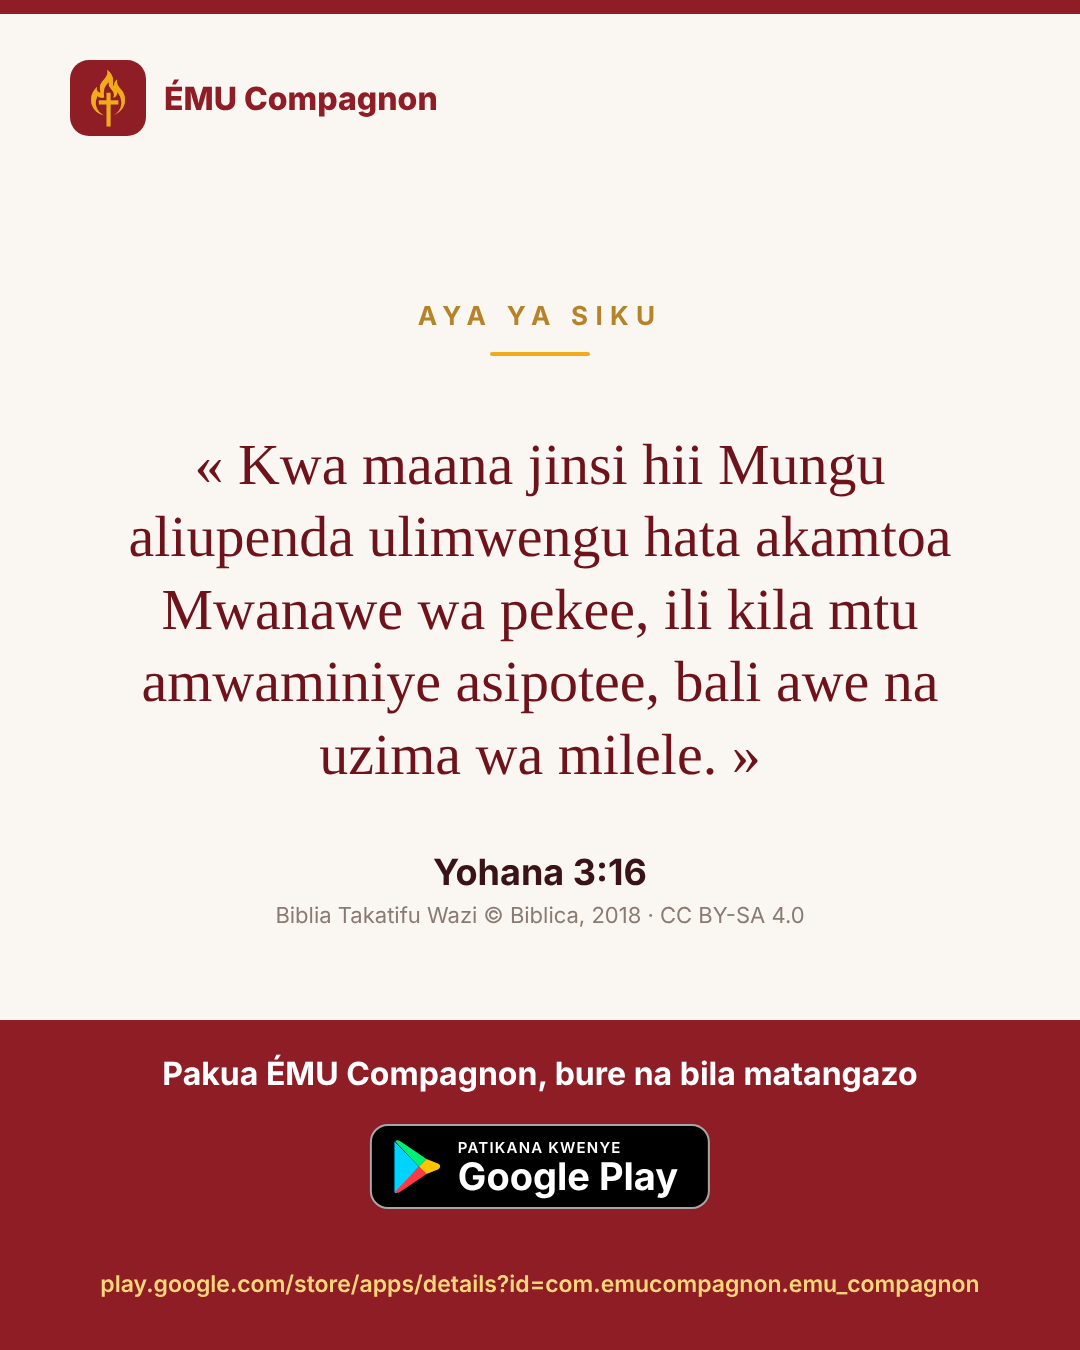 ÉMU Compagnon
AYA YA SIKU
« Kwa maana jinsi hii Mungu
aliupenda ulimwengu hata akamtoa
Mwanawe wa pekee, ili kila mtu
amwaminiye asipotee, bali awe na
uzima wa milele. »
Yohana 3:16
Biblia Takatifu Wazi © Biblica, 2018 · CC BY-SA 4.0
Pakua ÉMU Compagnon, bure na bila matangazo
PATIKANA KWENYE
Google Play
play.google.com/store/apps/details?id=com.emucompagnon.emu_compagnon